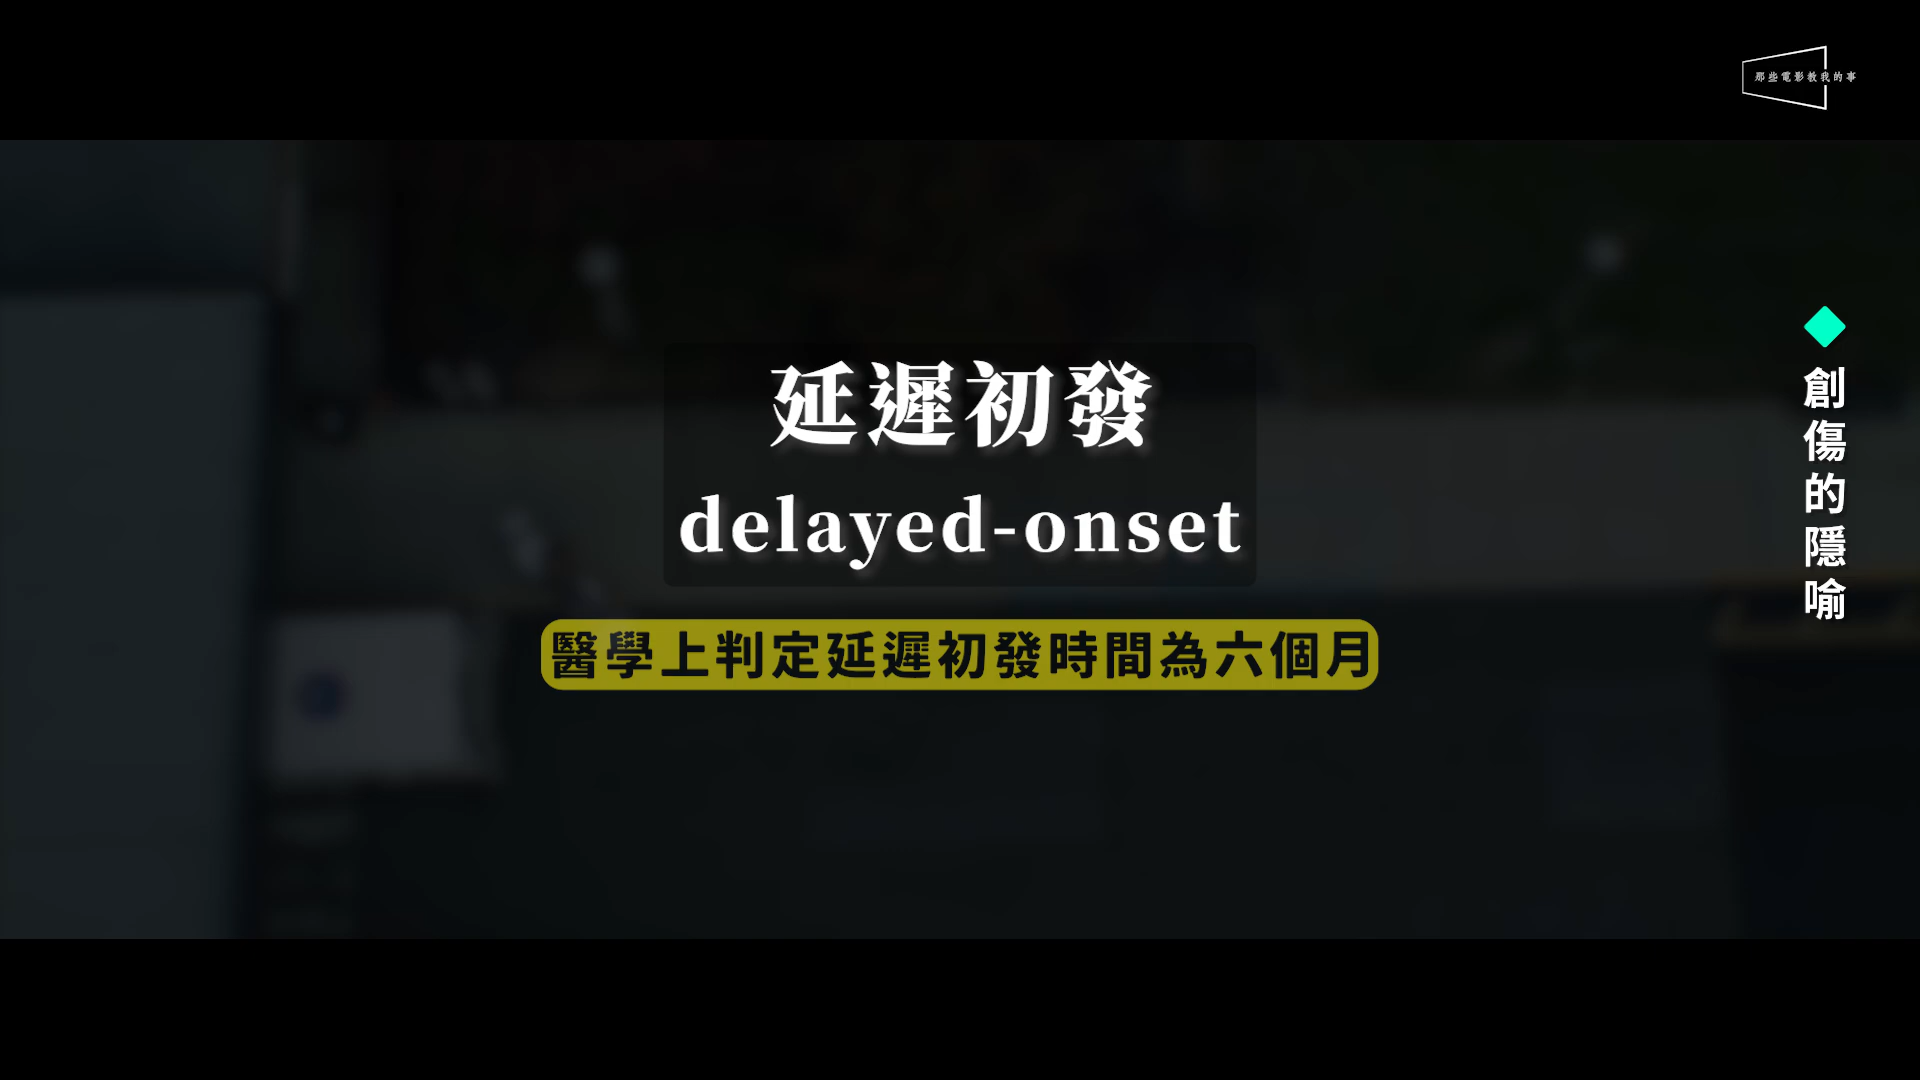 那些電影教我的事
延遲初發
delayed-onset
醫學上判定延遲初發時間為六個月
創傷的隱喻